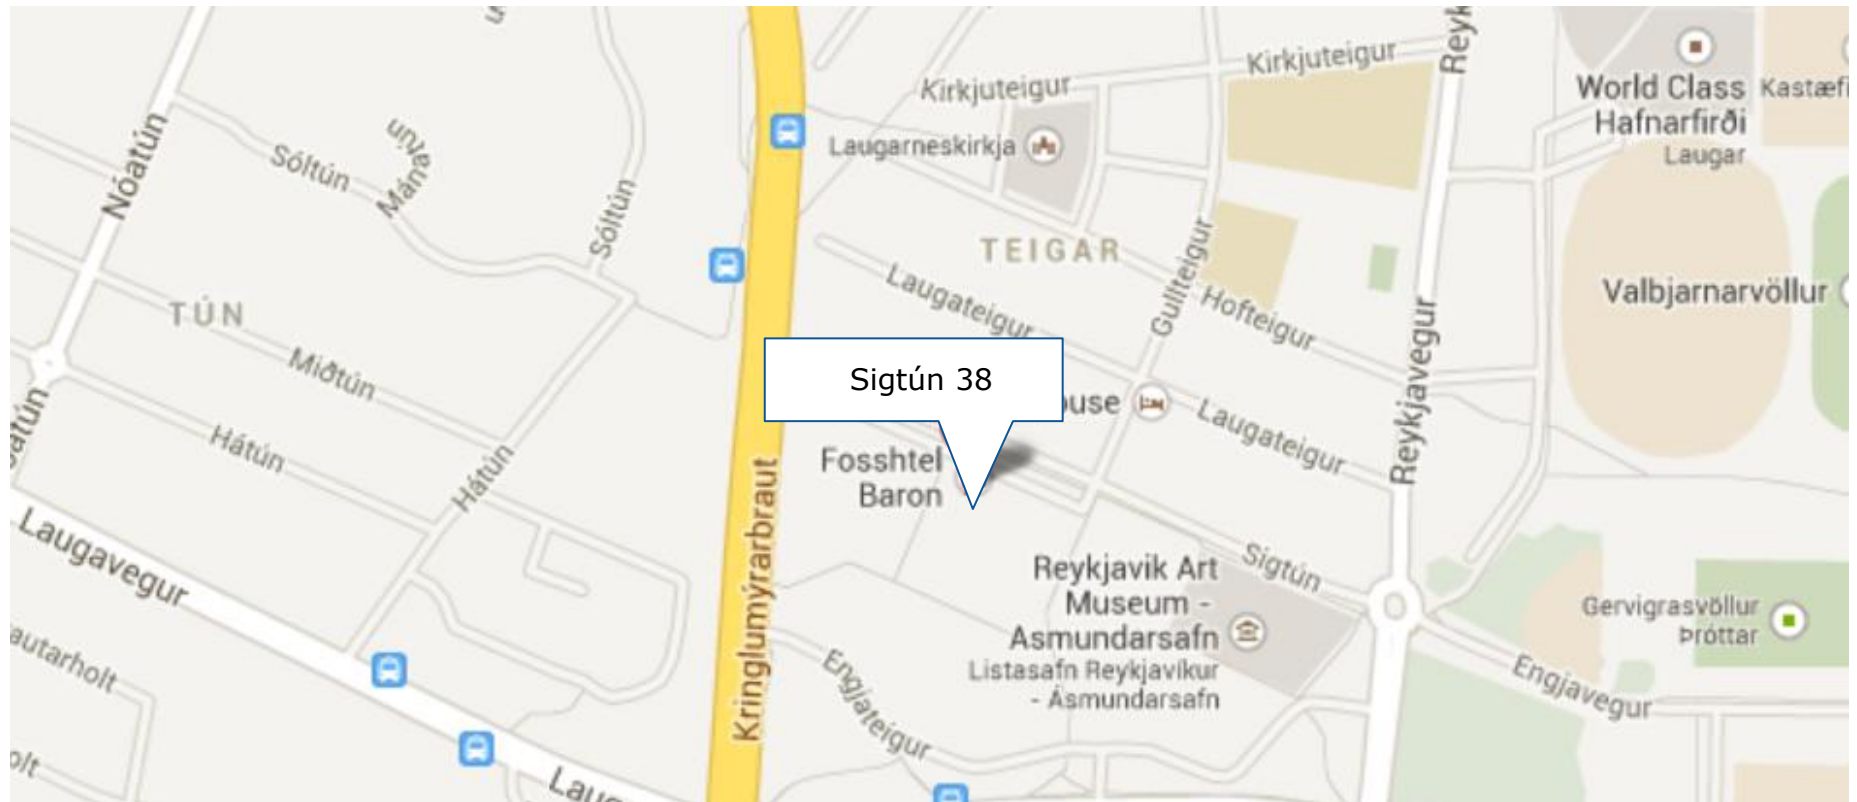 Kirkjuteigur
Kirkjuteigur
World Class
Hafnarfirði
Laugar
Nóatún
Sóltún
Mánatún
Sóltún
Laugarneskirkja
TEIGAR
Gullteigur
Laugateigur
Hofteigur
Reykjavegur
Valbjarnarvöllur
TÚN
Miðtún
Hátún
Hátún
Sigtún 38
Laugateigur
Fosshtel
Baron
Laugavegur
Kringlumýrarbraut
Reykjavik Art
Museum -
Asmundarsafn
Listasafn Reykjavíkur
- Ásmundarsafn
Sigtún
Gervigrasvöllur
Þróttar
Engjavegur
Engjateigur